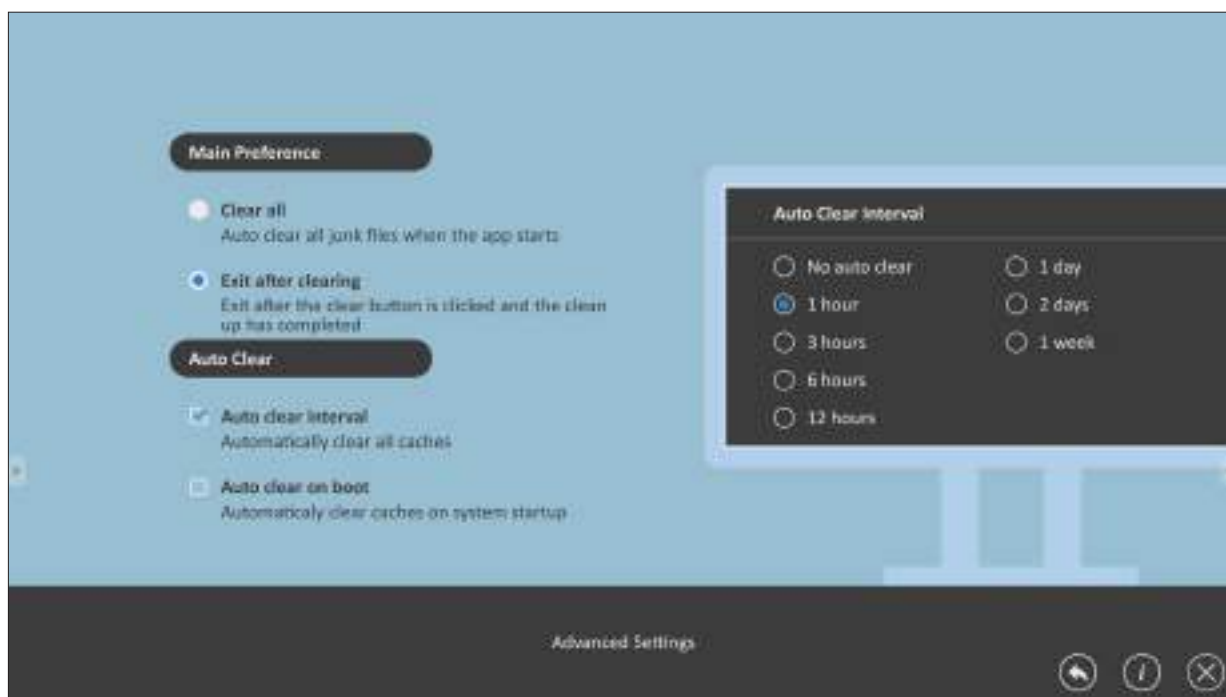 Main Preference
Clear all
Auto clear all junk files when the app starts
Exit after clearing
Exit after the clear button is clicked and the clean
up has completed
Auto Clear
Auto clear interval
Automatically clear all caches
Auto clear on boot
Automaticaly clear caches on system startup
Auto Clear Interval
No auto clear
1 hour
3 hours
6 hours
12 hours
1 day
2 days
1 week
Advanced Settings